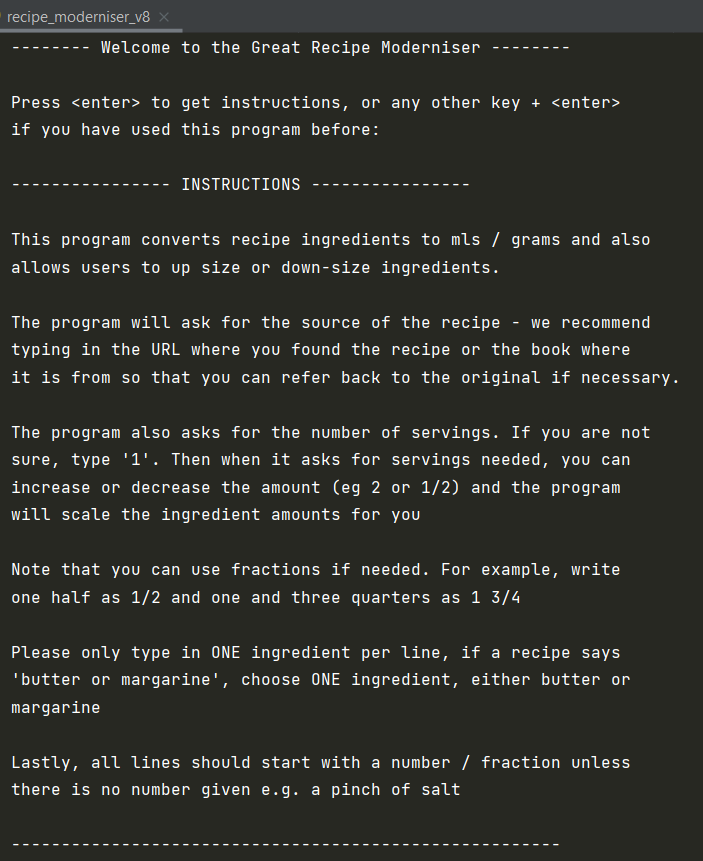 recipe_moderniser_v8
-------- Welcome to the Great Recipe Moderniser --------
Press <enter> to get instructions, or any other key + <enter>
if you have used this program before:
---------------- INSTRUCTIONS ----------------
This program converts recipe ingredients to mls / grams and also
allows users to up size or down-size ingredients.
The program will ask for the source of the recipe - we recommend
typing in the URL where you found the recipe or the book where
it is from so that you can refer back to the original if necessary.
The program also asks for the number of servings. If you are not
sure, type '1'. Then when it asks for servings needed, you can
increase or decrease the amount (eg 2 or 1/2) and the program
will scale the ingredient amounts for you
Note that you can use fractions if needed. For example, write
one half as 1/2 and one and three quarters as 1 3/4
Please only type in ONE ingredient per line, if a recipe says
'butter or margarine', choose ONE ingredient, either butter or
margarine
Lastly, all lines should start with a number / fraction unless
there is no number given e.g. a pinch of salt
-------------------------------------------------------